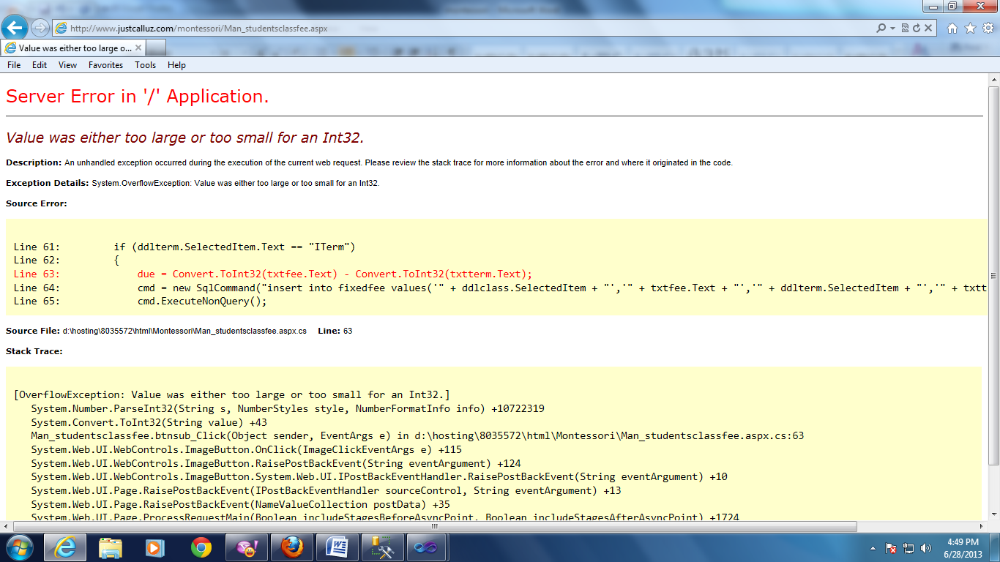 http://www.justcalluz.com/montessori/Man_studentsclassfee.aspx
Value was either too large o...
File Edit View Favorites Tools Help
Server Error in '/' Application.
Value was either too large or too small for an Int32.
Description: An unhandled exception occurred during the execution of the current web request. Please review the stack trace for more information about the error and where it originated in the code.
Exception Details: System.OverflowException: Value was either too large or too small for an Int32.
Source Error:
Line 61:         if (ddlterm.SelectedItem.Text == "ITerm")
Line 62:         {
Line 63:             due = Convert.ToInt32(txtfee.Text) - Convert.ToInt32(txtterm.Text);
Line 64:             cmd = new SqlCommand("insert into fixedfee values('" + ddlclass.SelectedItem + "','" + txtfee.Text + "','" + ddlterm.SelectedItem + "','" + txtt
Line 65:             cmd.ExecuteNonQuery();
Source File: d:\hosting\8035572\html\Montessori\Man_studentsclassfee.aspx.cs    Line: 63
Stack Trace:
[OverflowException: Value was either too large or too small for an Int32.]
System.Number.ParseInt32(String s, NumberStyles style, NumberFormatInfo info) +10722319
System.Convert.ToInt32(String value) +43
Man_studentsclassfee.btnsub_Click(Object sender, EventArgs e) in d:\hosting\8035572\html\Montessori\Man_studentsclassfee.aspx.cs:63
System.Web.UI.WebControls.ImageButton.OnClick(ImageClickEventArgs e) +115
System.Web.UI.WebControls.ImageButton.RaisePostBackEvent(String eventArgument) +124
System.Web.UI.WebControls.ImageButton.System.Web.UI.IPostBackEventHandler.RaisePostBackEvent(String eventArgument) +10
System.Web.UI.Page.RaisePostBackEvent(IPostBackEventHandler sourceControl, String eventArgument) +13
System.Web.UI.Page.RaisePostBackEvent(NameValueCollection postData) +35
System.Web.UI.Page.ProcessRequestMain(Boolean includeStagesBeforeAsyncPoint, Boolean includeStagesAfterAsyncPoint) +1724
4:49 PM
6/28/2013